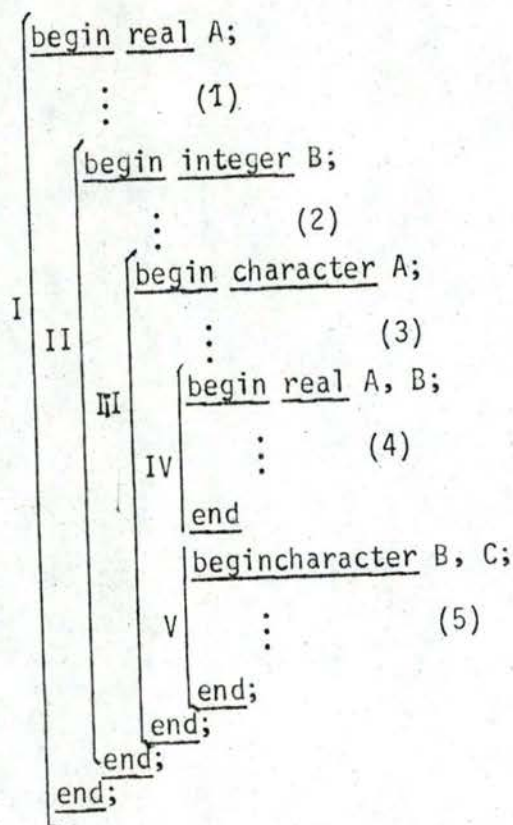 begin real A;
(1)
begin integer B;
(2)
begin character A;
I
II
(3)
III
begin real A, B;
(4)
IV
end
begincharacter B, C;
V
(5)
end;
end;
end;
end;